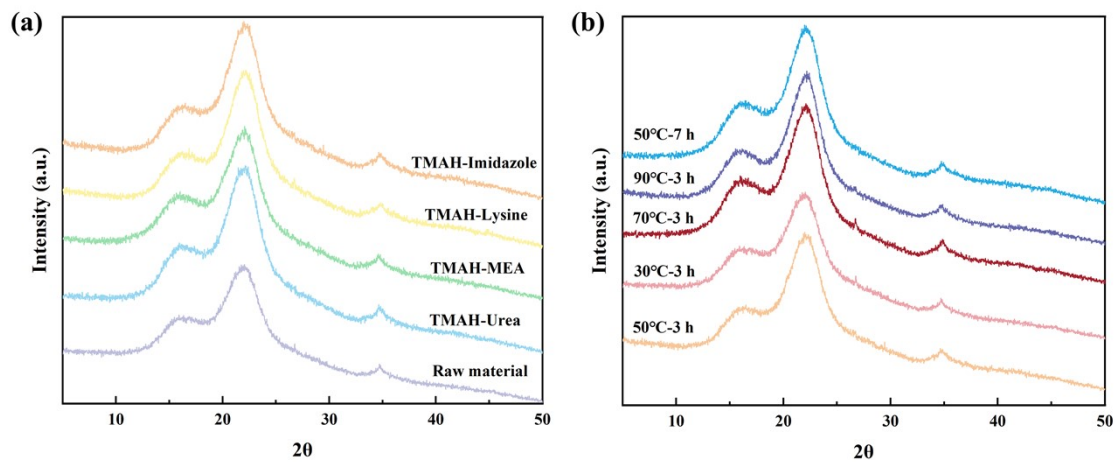 (a)
Intensity (a.u.)
TMAH-Imidazole
TMAH-Lysine
TMAH-MEA
TMAH-Urea
Raw material
10 20 30 40 50
2θ
(b)
Intensity (a.u.)
50℃-7 h
90℃-3 h
70℃-3 h
30℃-3 h
50℃-3 h
10 20 30 40 50
2θ